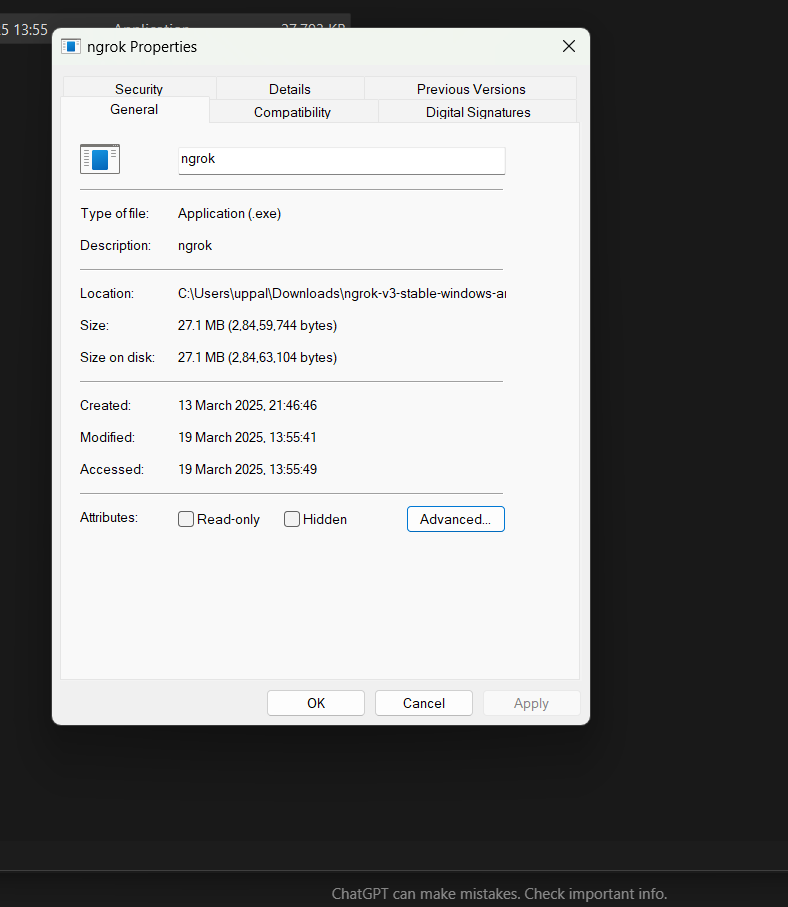 5 13:55 Application 27,793 KB
ngrok Properties
Security Details Previous Versions
General Compatibility Digital Signatures
ngrok
Type of file: Application (.exe)
Description: ngrok
Location: C:\Users\uppal\Downloads\ngrok-v3-stable-windows-
Size: 27.1 MB (2,84,59,744 bytes)
Size on disk: 27.1 MB (2,84,63,104 bytes)
Created: 13 March 2025, 21:46:46
Modified: 19 March 2025, 13:55:41
Accessed: 19 March 2025, 13:55:49
Attributes: Read-only Hidden Advanced...
OK Cancel Apply
ChatGPT can make mistakes. Check important info.